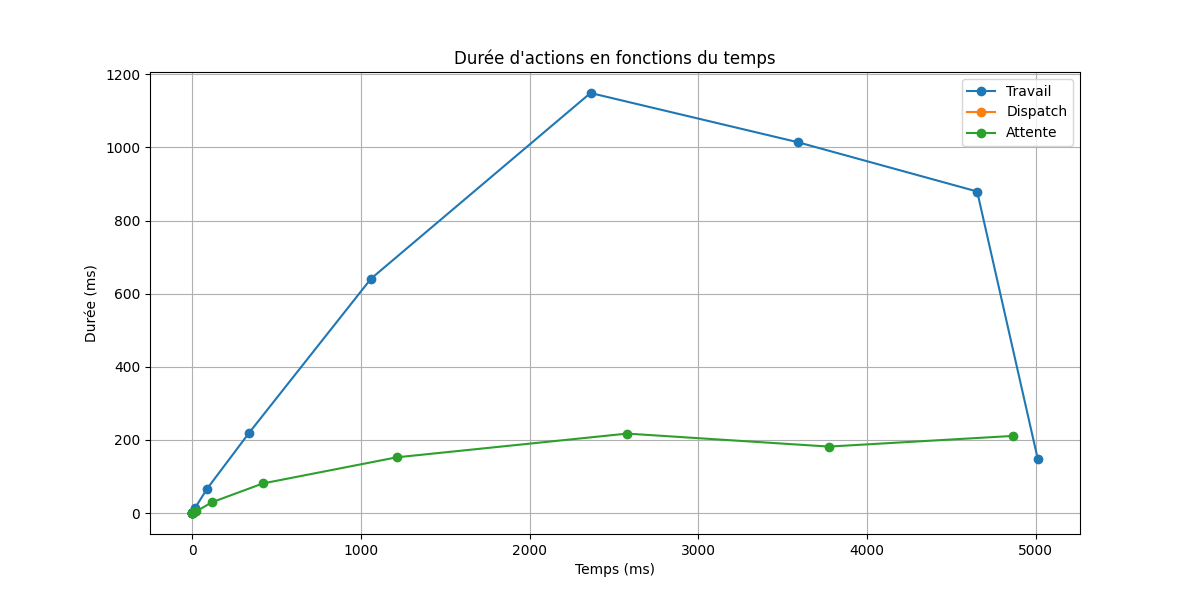 Durée d'actions en fonctions du temps
Travail
Dispatch
Attente
Durée (ms)
1200
1000
800
600
400
200
0
0 1000 2000 3000 4000 5000
Temps (ms)